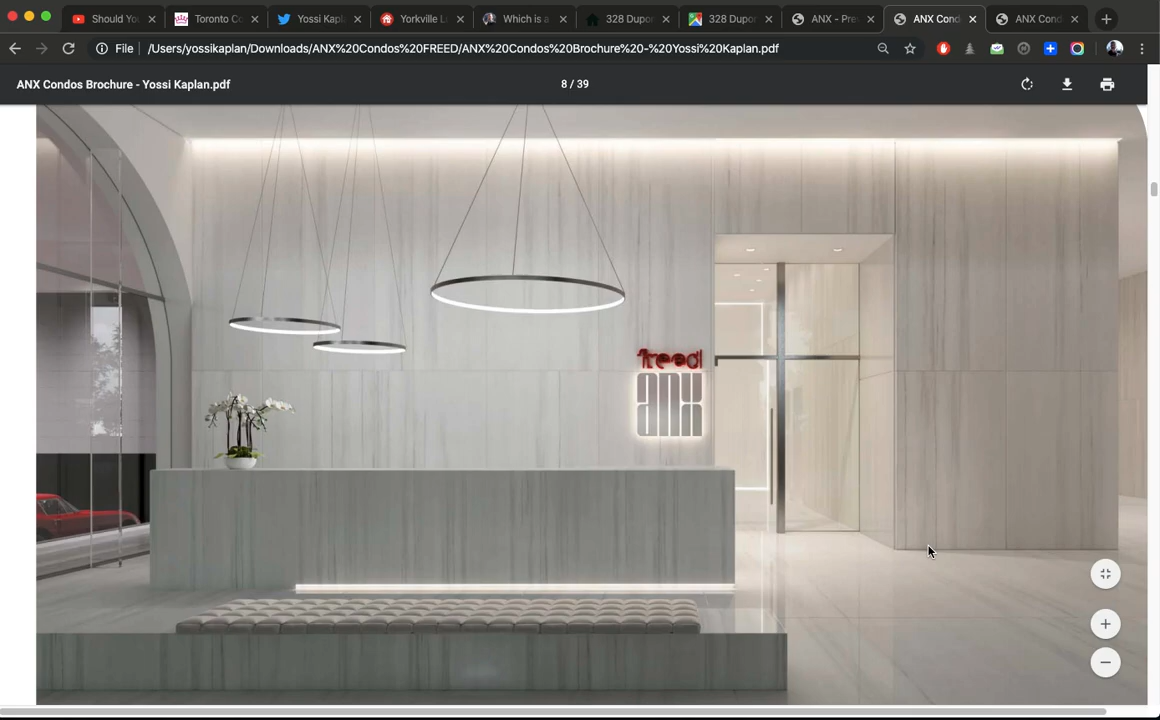 Should Yo
Toronto Co
Yossi Kapl
Yorkville L
Which is a
328 Dupor
328 Dupor
ANX - Pre
ANX Cond
ANX Cond
File
/Users/yossikaplan/Downloads/ANX%20Condos%20FREED/ANX%20Condos%20Brochure%20-%20Yossi%20Kaplan.pdf
ANX Condos Brochure - Yossi Kaplan.pdf
8 / 39
freed
anx